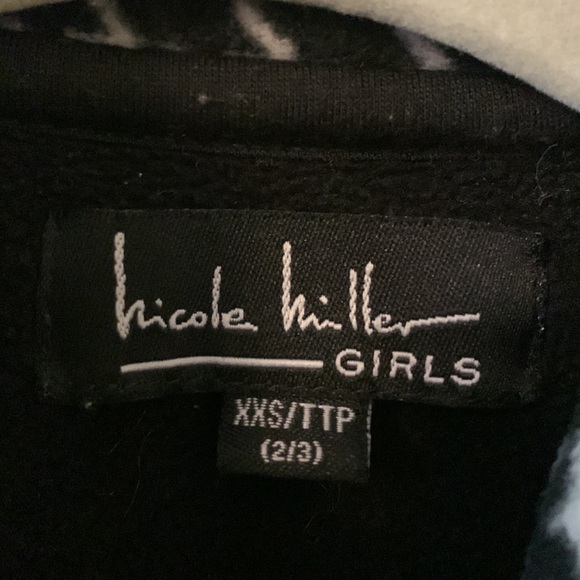 Nicole Miller
GIRLS
XXS/TTP
(2/3)